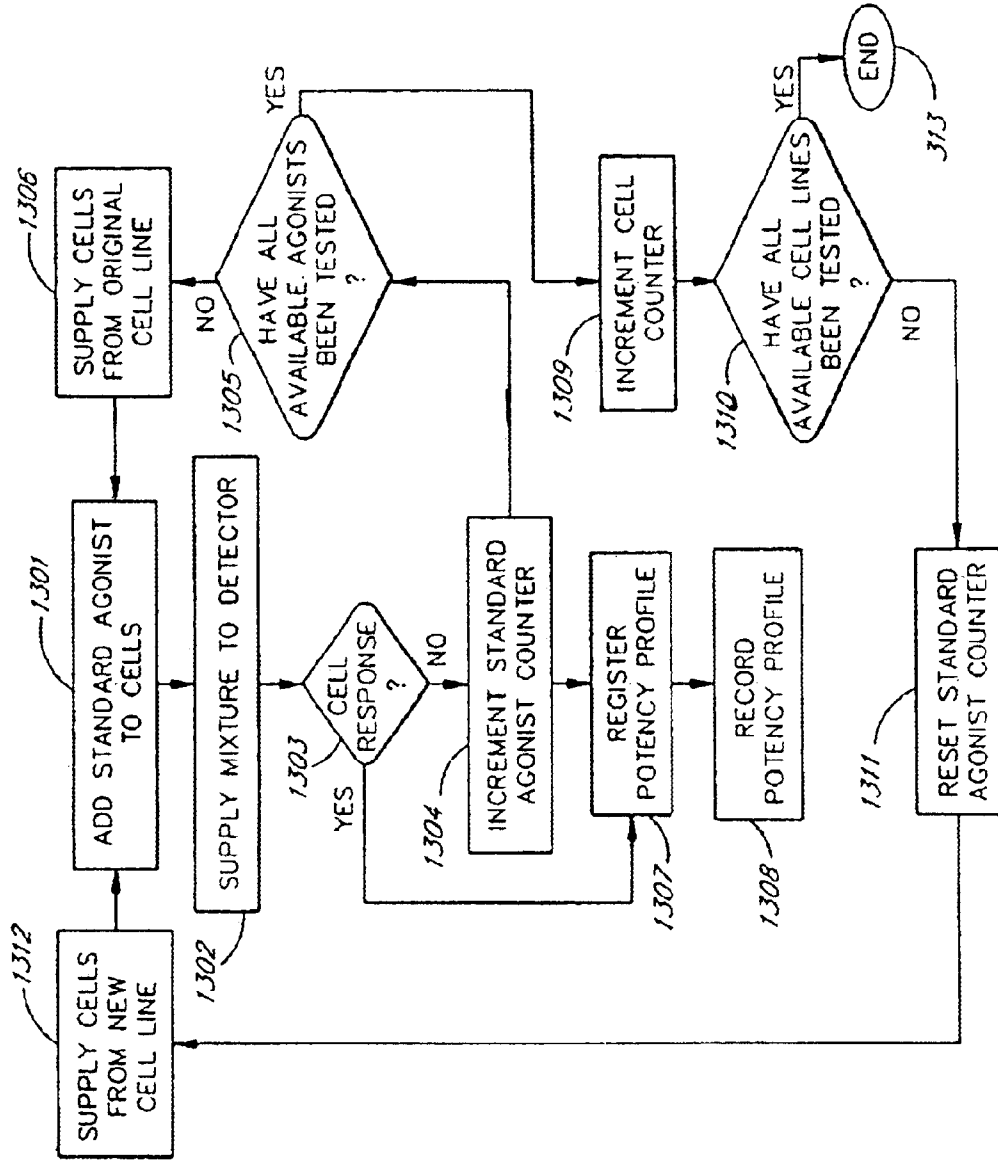 1312
SUPPLY CELLS
FROM NEW
CELL LINE
1301
ADD STANDARD AGONIST
TO CELLS
1306
SUPPLY CELLS
FROM ORIGINAL
CELL LINE
1302
SUPPLY MIXTURE TO DETECTOR
1303
CELL
RESPONSE
?
YES
NO
1304
INCREMENT STANDARD
AGONIST COUNTER
1305
NO
HAVE ALL
AVAILABLE. AGONISTS
BEEN TESTED
?
YES
1307
REGISTER
POTENCY PROFILE
1308
RECORD
POTENCY PROFILE
1309
INCREMENT CELL
COUNTER
1310
HAVE ALL
AVAILABLE CELL LINES
BEEN TESTED
?
YES
NO
END
313
1311
RESET STANDARD
AGONIST COUNTER